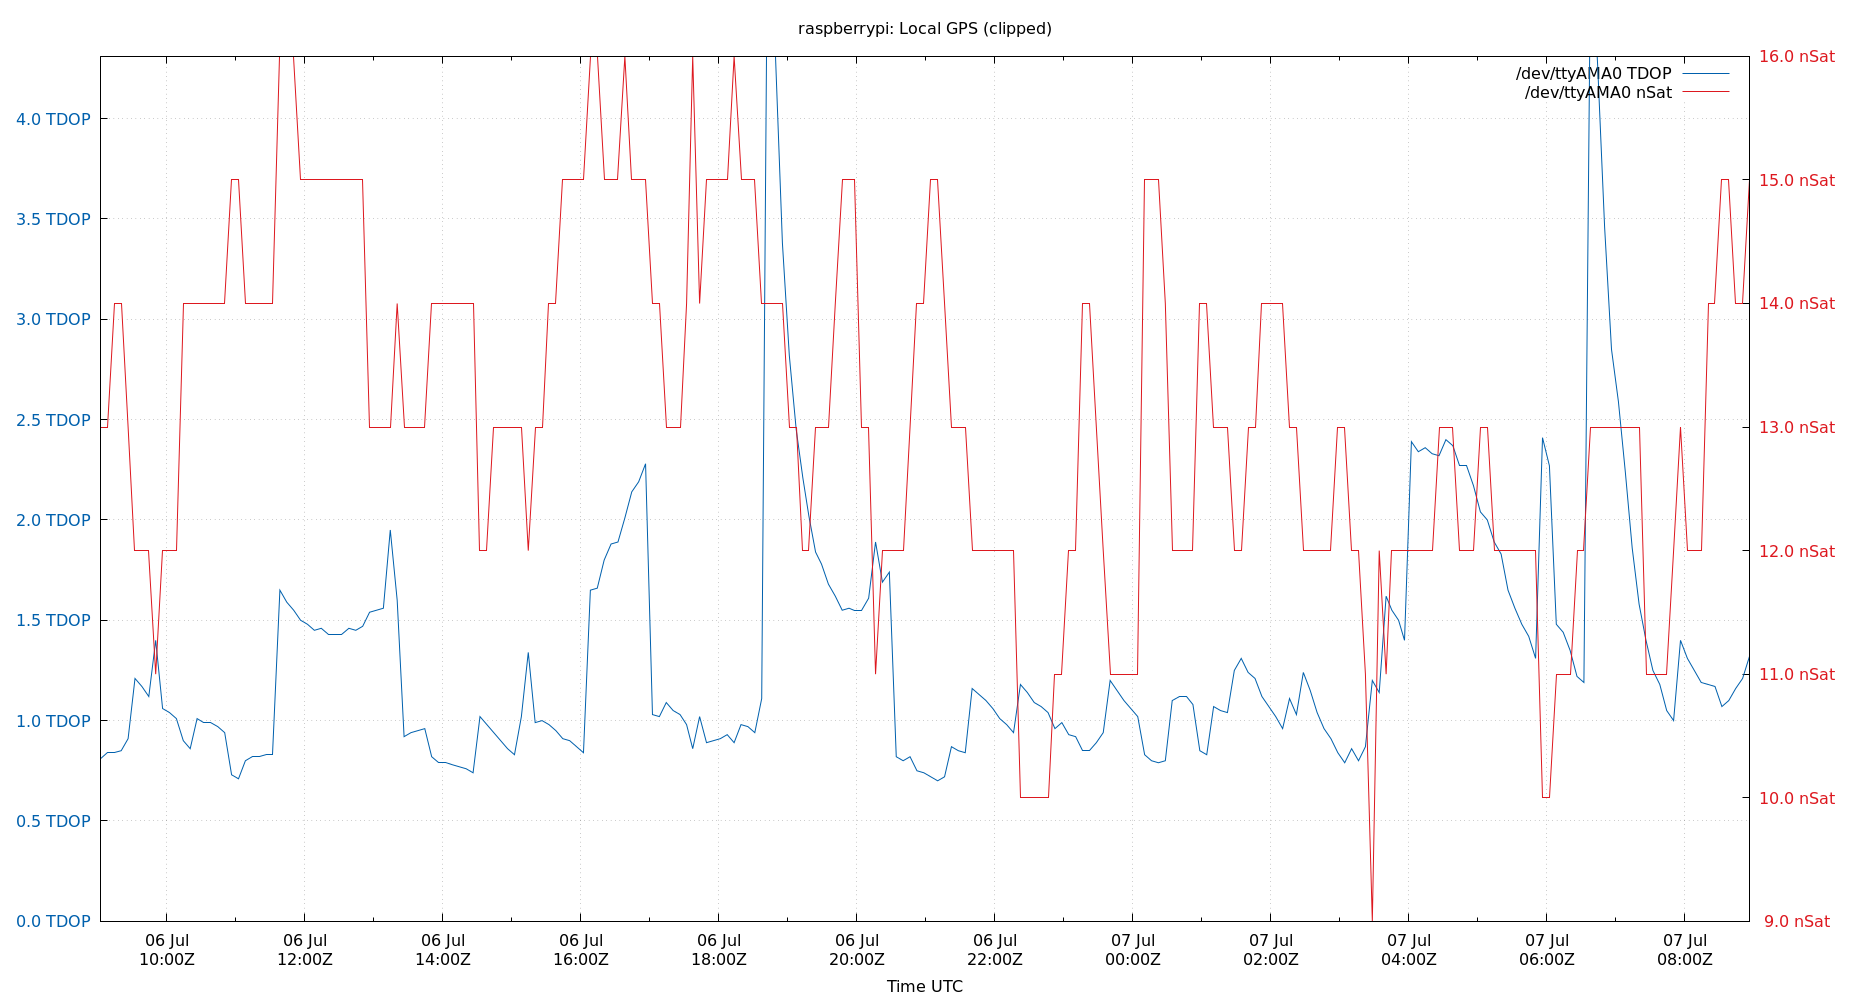 raspberrypi: Local GPS (clipped)
/dev/ttyAMA0 TDOP
/dev/ttyAMA0 nSat
4.0 TDOP
3.5 TDOP
3.0 TDOP
2.5 TDOP
2.0 TDOP
1.5 TDOP
1.0 TDOP
0.5 TDOP
0.0 TDOP
16.0 nSat
15.0 nSat
14.0 nSat
13.0 nSat
12.0 nSat
11.0 nSat
10.0 nSat
9.0 nSat
06 Jul 06 Jul 06 Jul 06 Jul 06 Jul 06 Jul 06 Jul 07 Jul 07 Jul 07 Jul 07 Jul 07 Jul
10:00Z 12:00Z 14:00Z 16:00Z 18:00Z 20:00Z 22:00Z 00:00Z 02:00Z 04:00Z 06:00Z 08:00Z
Time UTC